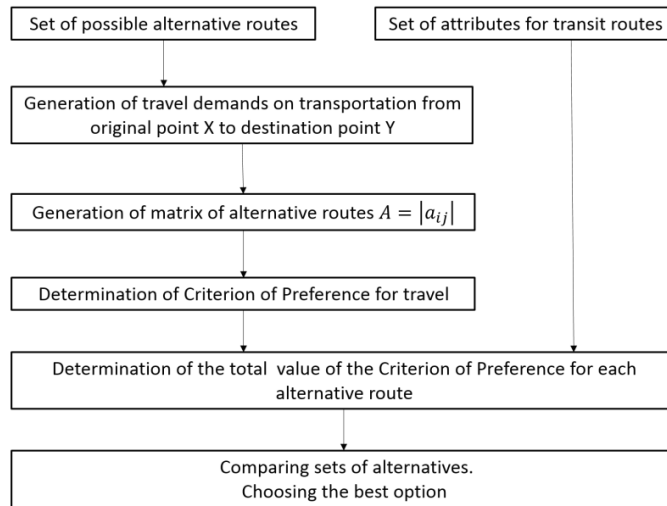 Set of possible alternative routes
Set of attributes for transit routes
Generation of travel demands on transportation from
original point X to destination point Y
Generation of matrix of alternative routes A = |a_{ij}|
Determination of Criterion of Preference for travel
Determination of the total value of the Criterion of Preference for each
alternative route
Comparing sets of alternatives.
Choosing the best option